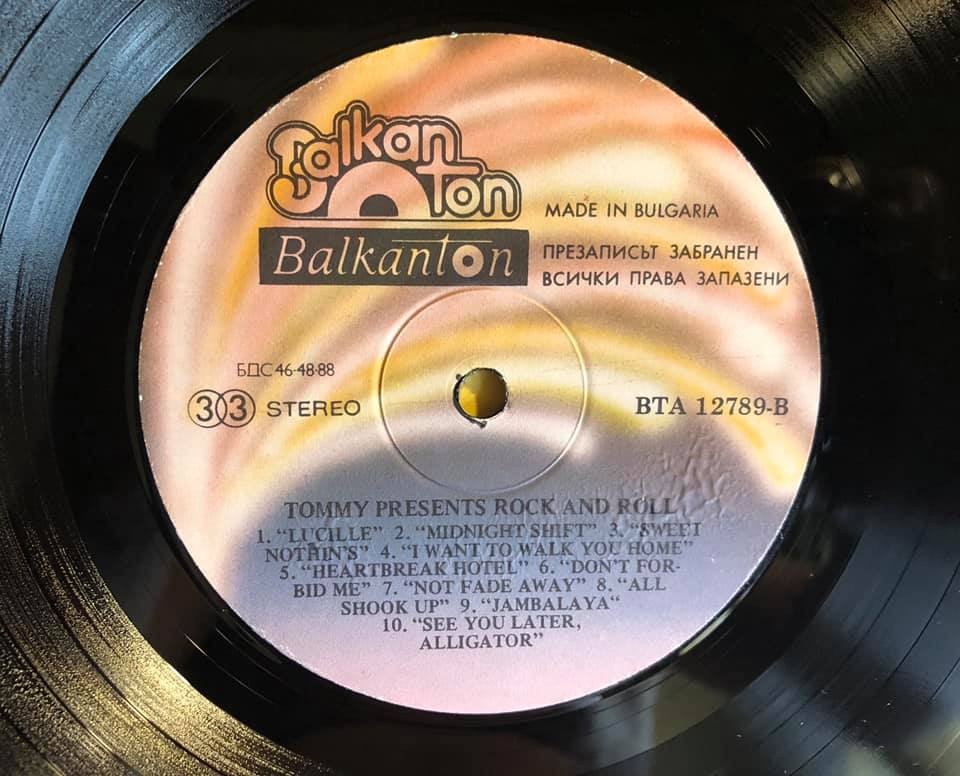 Balkan
Ton
Balkanton
MADE IN BULGARIA
ПРЕЗАПИСЪТ ЗАБРАНЕН
ВСИЧКИ ПРАВА ЗАПАЗЕНИ
БДС 46-48-88
33 STEREO
BTA 12789-B
TOMMY PRESENTS ROCK AND ROLL
1. “LUCILLE” 2. “MIDNIGHT SHIFT” 3. “SWEET
NOTHIN'S” 4. “I WANT TO WALK YOU HOME”
5. “HEARTBREAK HOTEL” 6. “DON'T FOR-
BID ME” 7. “NOT FADE AWAY” 8. “ALL
SHOOK UP” 9. “JAMBALAYA“
10. “SEE YOU LATER,
ALLIGATOR”